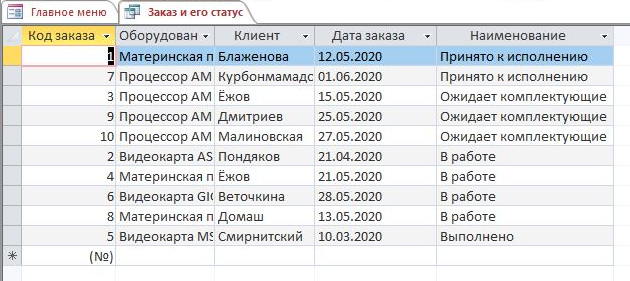 Главное меню Заказ и его статус
Код заказа Оборудован Клиент Дата заказа Наименование
1 Материнская п Блаженова 12.05.2020 Принято к исполнению
7 Процессор AM Курбонмамадо 01.06.2020 Принято к исполнению
3 Процессор AM Ёжов 15.05.2020 Ожидает комплектующие
9 Процессор AM Дмитриев 25.05.2020 Ожидает комплектующие
10 Процессор AM Малиновская 27.05.2020 Ожидает комплектующие
2 Видеокарта AS Пондяков 21.04.2020 В работе
4 Материнская п Ёжов 21.05.2020 В работе
6 Видеокарта GIG Веточкина 28.05.2020 В работе
8 Материнская п Домаш 13.05.2020 В работе
5 Видеокарта MS Смирнитский 10.03.2020 Выполнено
(№)